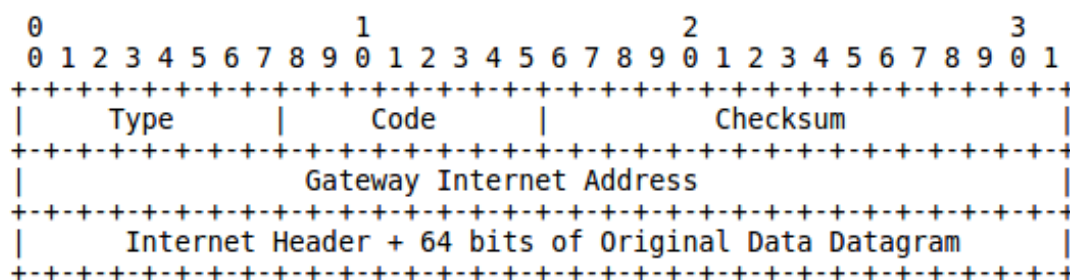 0                   1                   2                   3
0 1 2 3 4 5 6 7 8 9 0 1 2 3 4 5 6 7 8 9 0 1 2 3 4 5 6 7 8 9 0 1
+-+-+-+-+-+-+-+-+-+-+-+-+-+-+-+-+-+-+-+-+-+-+-+-+-+-+-+-+-+-+-+-+
|     Type      |     Code      |          Checksum             |
+-+-+-+-+-+-+-+-+-+-+-+-+-+-+-+-+-+-+-+-+-+-+-+-+-+-+-+-+-+-+-+-+
|                 Gateway Internet Address                      |
+-+-+-+-+-+-+-+-+-+-+-+-+-+-+-+-+-+-+-+-+-+-+-+-+-+-+-+-+-+-+-+-+
|      Internet Header + 64 bits of Original Data Datagram      |
+-+-+-+-+-+-+-+-+-+-+-+-+-+-+-+-+-+-+-+-+-+-+-+-+-+-+-+-+-+-+-+-+